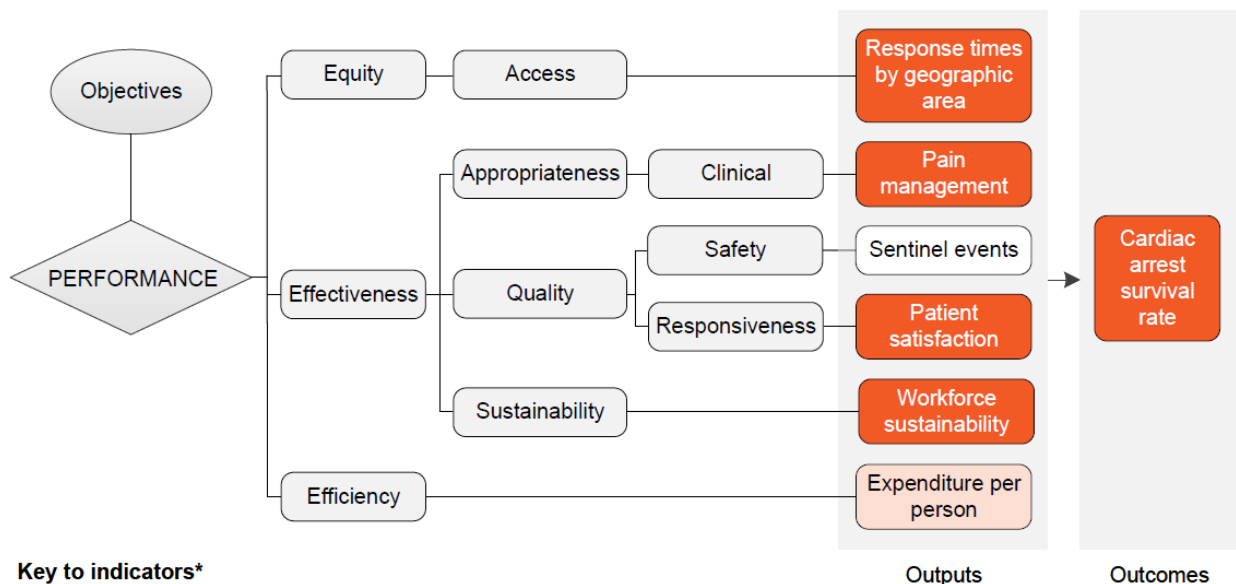 Objectives
PERFORMANCE
Equity
Access
Response times
by geographic
area
Effectiveness
Appropriateness
Clinical
Pain
management
Quality
Safety
Sentinel events
Responsiveness
Patient
satisfaction
Sustainability
Workforce
sustainability
Efficiency
Expenditure per
person
Cardiac
arrest
survival
rate
Key to indicators*
Outputs
Outcomes